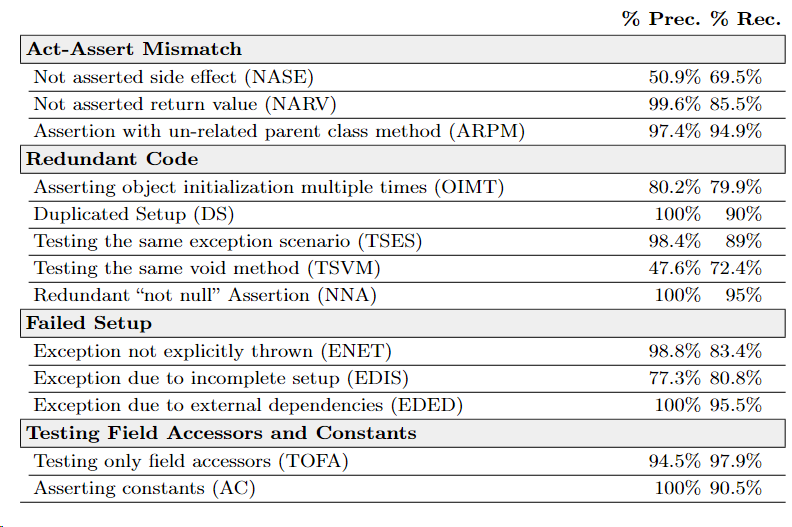 % Prec. % Rec.
Act-Assert Mismatch
Not asserted side effect (NASE) 50.9% 69.5%
Not asserted return value (NARV) 99.6% 85.5%
Assertion with un-related parent class method (ARPM) 97.4% 94.9%
Redundant Code
Asserting object initialization multiple times (OIMT) 80.2% 79.9%
Duplicated Setup (DS) 100% 90%
Testing the same exception scenario (TSES) 98.4% 89%
Testing the same void method (TSVM) 47.6% 72.4%
Redundant “not null” Assertion (NNA) 100% 95%
Failed Setup
Exception not explicitly thrown (ENET) 98.8% 83.4%
Exception due to incomplete setup (EDIS) 77.3% 80.8%
Exception due to external dependencies (EDED) 100% 95.5%
Testing Field Accessors and Constants
Testing only field accessors (TOFA) 94.5% 97.9%
Asserting constants (AC) 100% 90.5%